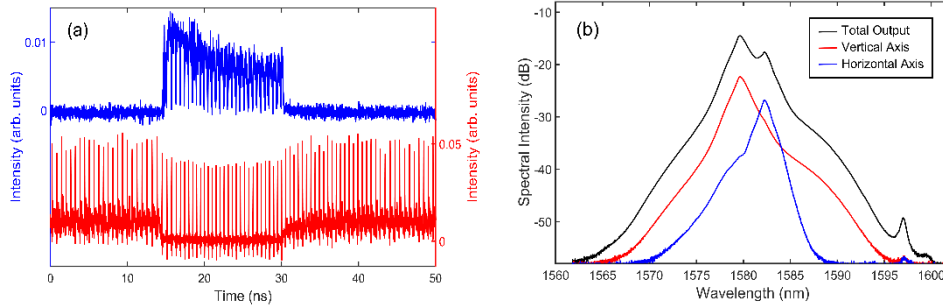 (a)
Intensity (arb. units)
0.01
0
Intensity (arb. units)
0.05
0
0 10 20 30 40 50
Time (ns)
(b)
Total Output
Vertical Axis
Horizontal Axis
Spectral Intensity (dB)
-10
-20
-30
-40
-50
1560 1565 1570 1575 1580 1585 1590 1595 1600
Wavelength (nm)